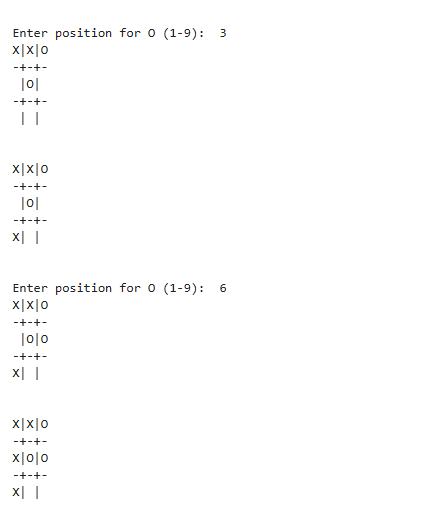 Enter position for O (1-9):  3
X|X|O
-+-+-
 |O|
-+-+-
 | |
X|X|O
-+-+-
 |O|
-+-+-
X| |
Enter position for O (1-9):  6
X|X|O
-+-+-
 |O|O
-+-+-
X| |
X|X|O
-+-+-
X|O|O
-+-+-
X| |